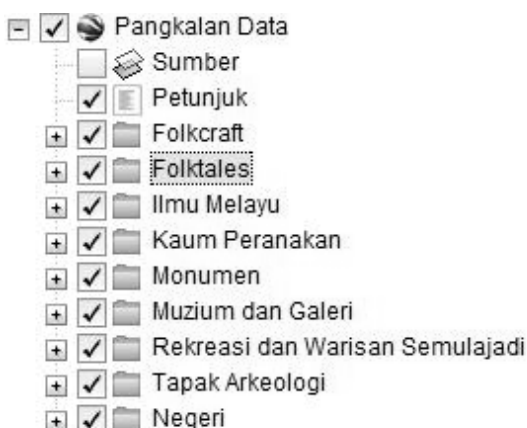 Pangkalan Data
Sumber
Petunjuk
Folkcraft
Folktales
Ilmu Melayu
Kaum Peranakan
Monumen
Muzium dan Galeri
Rekreasi dan Warisan Semulajadi
Tapak Arkeologi
Negeri